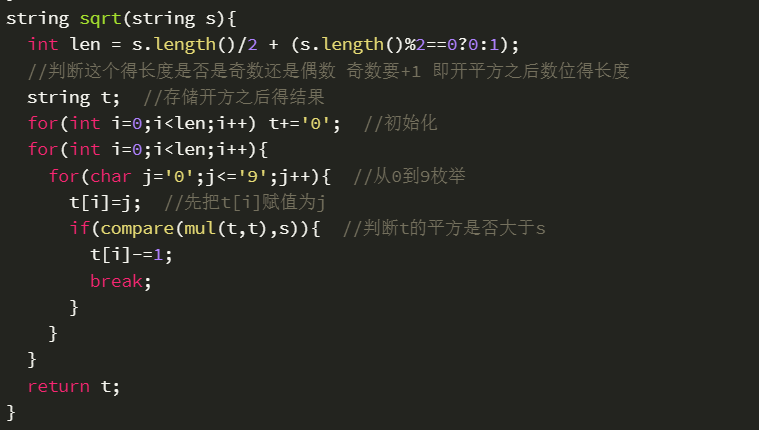 string sqrt(string s){
int len = s.length()/2 + (s.length()%2==0?0:1);
//判断这个得长度是否是奇数还是偶数 奇数要+1 即开平方之后数位得长度
string t; //存储开方之后得结果
for(int i=0;i<len;i++) t+='0'; //初始化
for(int i=0;i<len;i++){
for(char j='0';j<='9';j++){ //从0到9枚举
t[i]=j; //先把t[i]赋值为j
if(compare(mul(t,t),s)){ //判断t的平方是否大于s
t[i]-=1;
break;
}
}
}
return t;
}